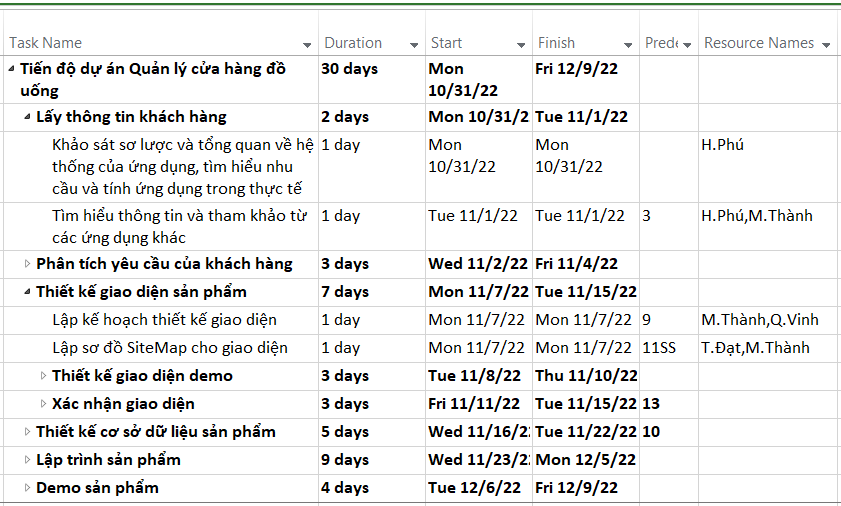 Task Name Duration Start Finish Prede Resource Names
Tiến độ dự án Quản lý cửa hàng đồ 30 days Mon Fri 12/9/22
uống 10/31/22
Lấy thông tin khách hàng 2 days Mon 10/31/2 Tue 11/1/22
Khảo sát sơ lược và tổng quan về hệ 1 day Mon Mon H.Phú
thống của ứng dụng, tìm hiểu nhu 10/31/22 10/31/22
cầu và tính ứng dụng trong thực tế
Tìm hiểu thông tin và tham khảo từ 1 day Tue 11/1/22 Tue 11/1/22 3 H.Phú,M.Thành
các ứng dụng khác
Phân tích yêu cầu của khách hàng 3 days Wed 11/2/22 Fri 11/4/22
Thiết kế giao diện sản phẩm 7 days Mon 11/7/22 Tue 11/15/22
Lập kế hoạch thiết kế giao diện 1 day Mon 11/7/22 Mon 11/7/22 9 M.Thành,Q.Vinh
Lập sơ đồ SiteMap cho giao diện 1 day Mon 11/7/22 Mon 11/7/22 11SS T.Đạt,M.Thành
Thiết kế giao diện demo 3 days Tue 11/8/22 Thu 11/10/22
Xác nhận giao diện 3 days Fri 11/11/22 Tue 11/15/22 13
Thiết kế cơ sở dữ liệu sản phẩm 5 days Wed 11/16/2 Tue 11/22/22 10
Lập trình sản phẩm 9 days Wed 11/23/2 Mon 12/5/22
Demo sản phẩm 4 days Tue 12/6/22 Fri 12/9/22